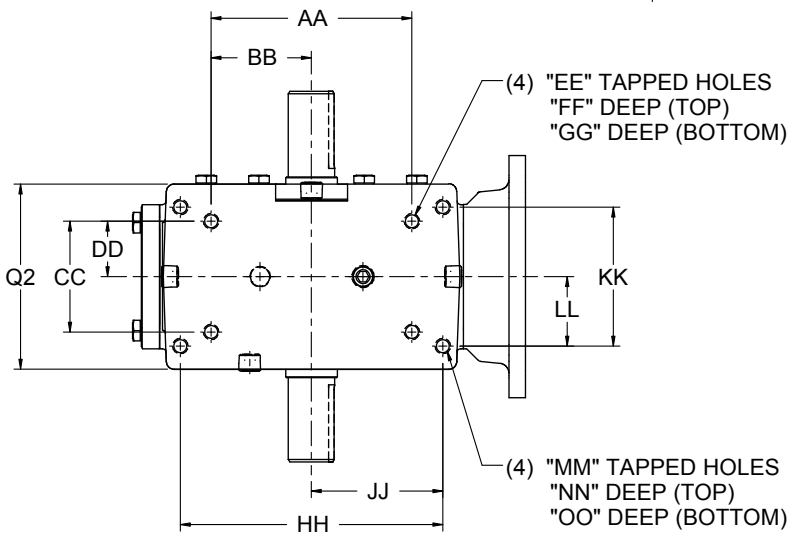 AA
BB
(4) "EE" TAPPED HOLES
"FF" DEEP (TOP)
"GG" DEEP (BOTTOM)
DD
Q2
CC
KK
LL
JJ
HH
(4) "MM" TAPPED HOLES
"NN" DEEP (TOP)
"OO" DEEP (BOTTOM)